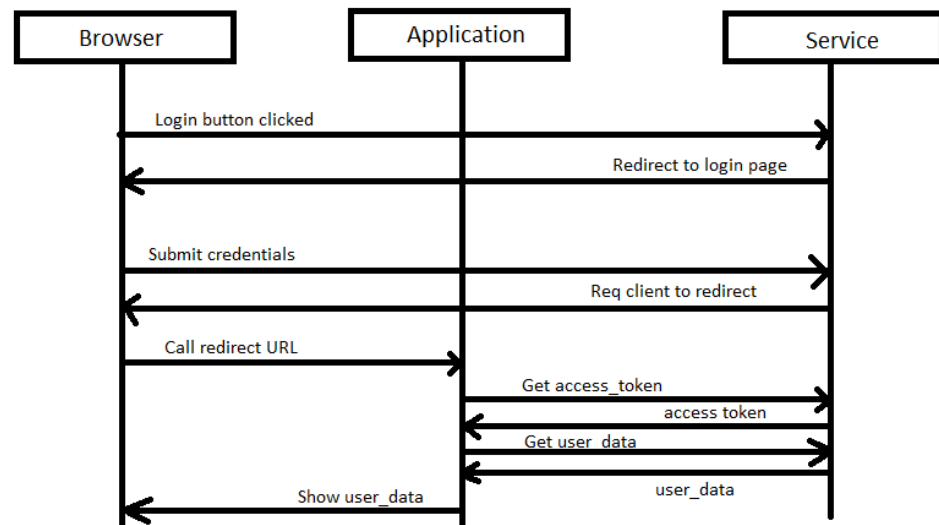 Browser
Application
Service
Login button clicked
Redirect to login page
Submit credentials
Req client to redirect
Call redirect URL
Get access_token
access token
Get user_data
user_data
Show user_data